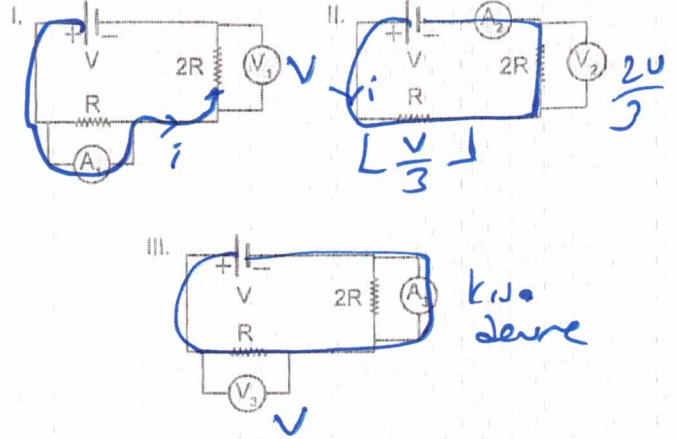 I.
+ −
V
2R
V₁
V
R
A₁
i
II.
A₂
+ −
V
2R
V₂
2V/3
i
R
V/3
III.
+ −
V
2R
A₃
kısa
devre
R
V₃
V